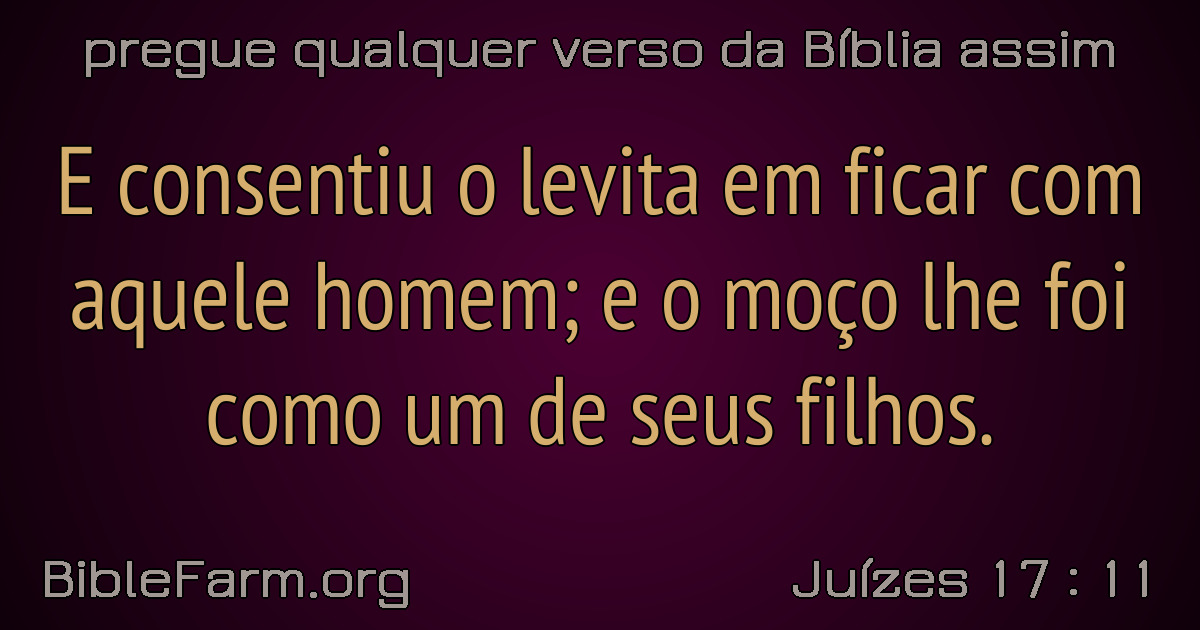 pregue qualquer verso da Bíblia assim
E consentiu o levita em ficar com
aquele homem; e o moço lhe foi
como um de seus filhos.
BibleFarm.org
Juízes 17 : 11